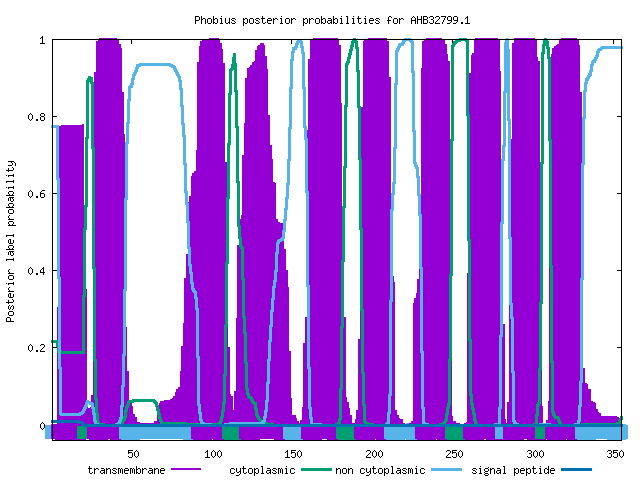 Phobius posterior probabilities for AHB32799.1
1
0.8
0.6
0.4
0.2
0
Posterior label probability
50 100 150 200 250 300 350
transmembrane cytoplasmic non cytoplasmic signal peptide